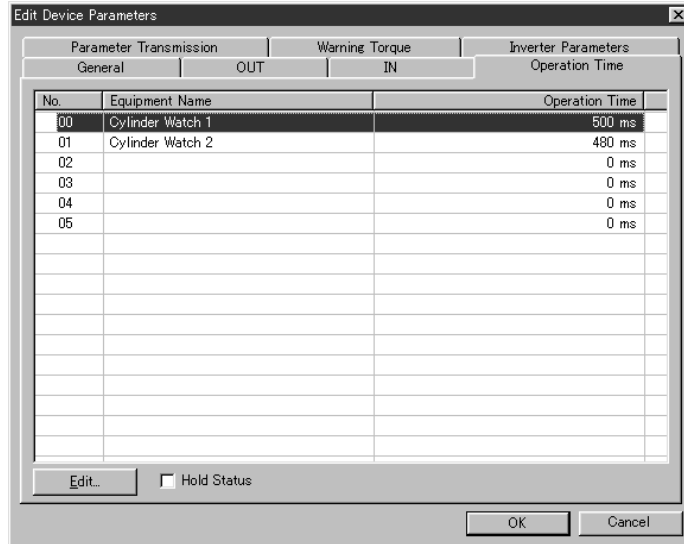 Edit Device Parameters
Parameter Transmission Warning Torque Inverter Parameters
General OUT IN Operation Time
No. Equipment Name Operation Time
00 Cylinder Watch 1 500 ms
01 Cylinder Watch 2 480 ms
02 0 ms
03 0 ms
04 0 ms
05 0 ms
Edit... Hold Status
OK Cancel